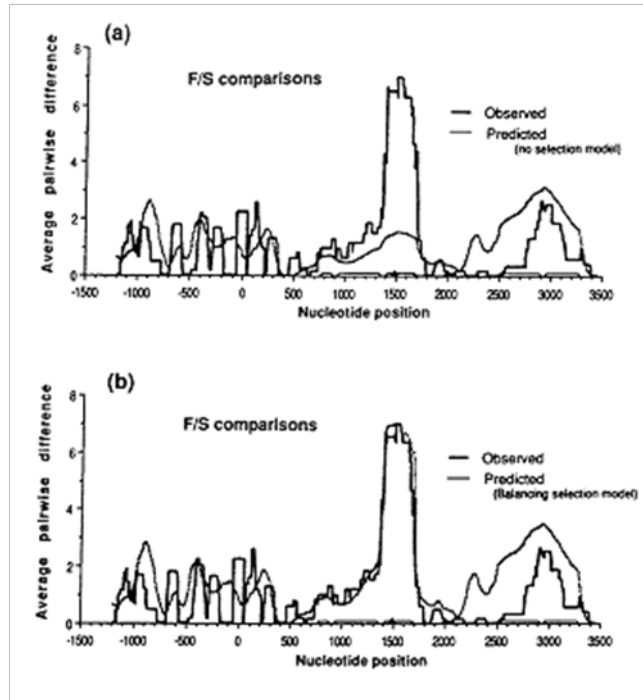 (a)
F/S comparisons
Observed
Predicted
(no selection model)
Average pairwise difference
8
6
4
2
0
-1500 -1000 -500 0 500 1000 1500 2000 2500 3000 3500
Nucleotide position
(b)
F/S comparisons
Observed
Predicted
(Balancing selection model)
Average pairwise difference
8
6
4
2
0
-1500 -1000 -500 0 500 1000 1500 2000 2500 3000 3500
Nucleotide position